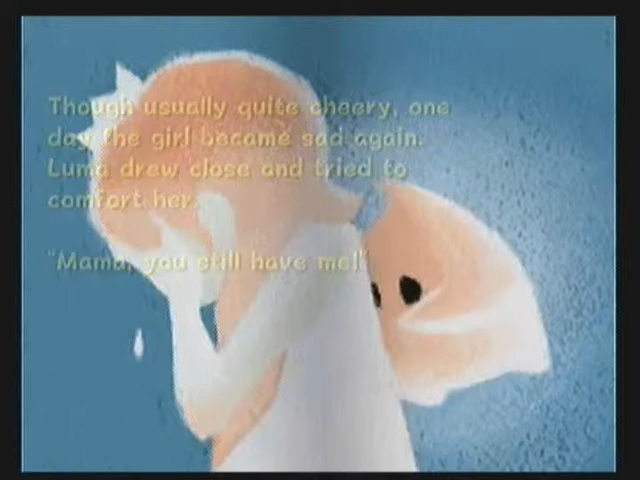 Though usually quite cheery, one
day the girl became sad again.
Luma drew close and tried to
comfort her.
"Mama, you still have me!"